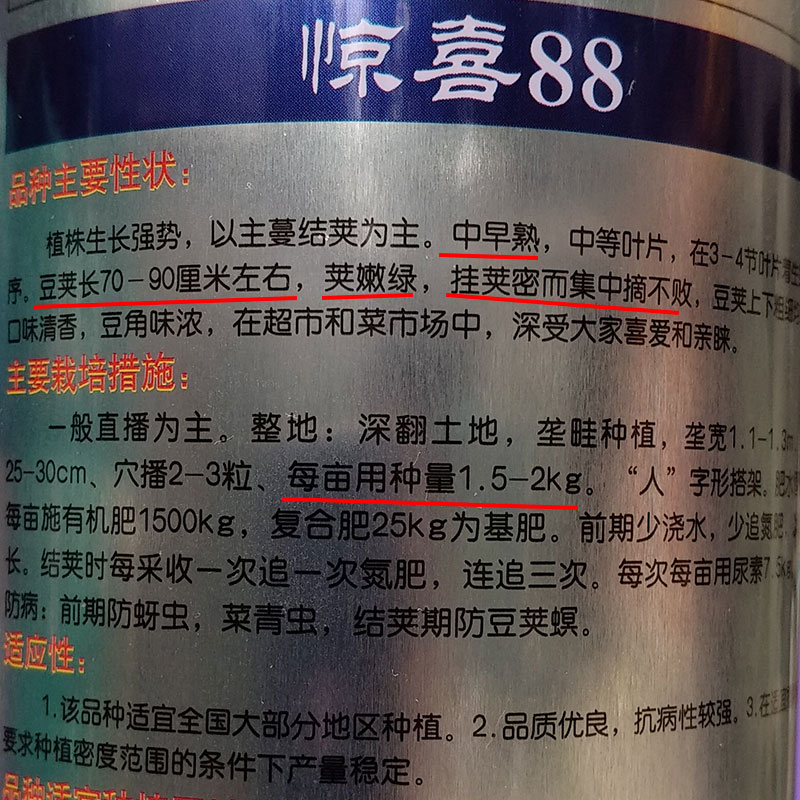 惊喜88
品种主要性状：
植株生长强势，以主蔓结荚为主。中早熟，中等叶片，在3-4节叶片
序。豆荚长70-90厘米左右，荚嫩绿，挂荚密而集中摘不败，豆荚上下
口味清香，豆角味浓，在超市和菜市场中，深受大家喜爱和亲睐。
主要栽培措施：
一般直播为主。整地：深翻土地，垄畦种植，垄宽1.1-1.3m
25-30cm、穴播2-3粒、每亩用种量1.5-2kg。“人”字形搭架。肥水
每亩施有机肥1500kg，复合肥25kg为基肥。前期少浇水，少追氮肥，
长。结荚时每采收一次追一次氮肥，连追三次。每次每亩用尿素7.5kg
防病：前期防蚜虫，菜青虫，结荚期防豆荚螟。
适应性：
1.该品种适宜全国大部分地区种植。2.品质优良，抗病性较强。3.在适
要求种植密度范围的条件下产量稳定。
品种适宜种植